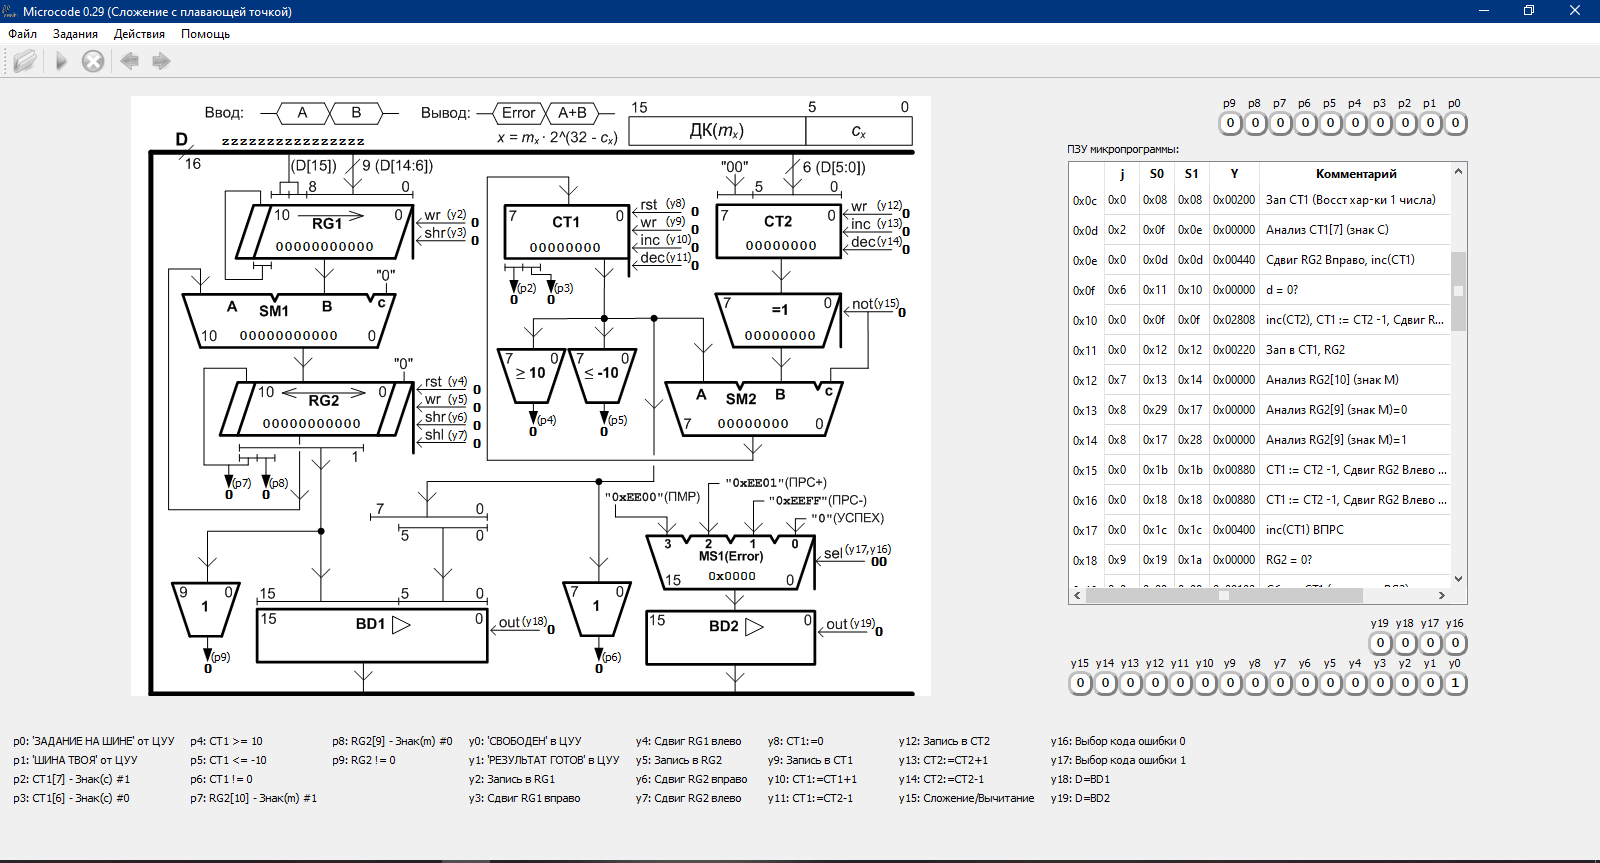 Microcode 0.29 (Сложение с плавающей точкой)
Файл Задания Действия Помощь
Ввод: A B Вывод: Error A+B
15 5 0
ДК(mx) cx
x = mx · 2^(32 - cx)
D zzzzzzzzzzzzzzzz
16
(D[15]) 9 (D[14:6])
8 0
10 RG1 0
00000000000
wr (y2) 0
shr(y3) 0
"0"
A B c
SM1
10 00000000000 0
"0"
10 RG2 0
00000000000
rst (y4) 0
wr (y5) 0
shr (y6) 0
shl (y7) 0
1
(p7) (p8)
0 0
7 CT1 0
00000000
rst (y8) 0
wr (y9) 0
inc (y10) 0
dec(y11) 0
(p2) (p3)
0 0
"00" 6 (D[5:0])
5 0
7 CT2 0
00000000
wr (y12) 0
inc (y13) 0
dec(y14) 0
7 =1 0
00000000
not(y15) 0
7 0 7 0
≥ 10 ≤ -10
(p4) (p5)
0 0
A B c
SM2
7 00000000 0
7 0
5 0
"0xEE00"(ПМР)
"0xEE01"(ПРС+)
"0xEEFF"(ПРС-)
"0"(УСПЕХ)
3 2 1 0
MS1(Error)
15 0x0000 0
sel(y17,y16)
00
9 0
1
(p9)
0
15 5 0
15 BD1 0
out(y18) 0
7 0
1
(p6)
0
15 BD2 0
out(y19) 0
p9 p8 p7 p6 p5 p4 p3 p2 p1 p0
0 0 0 0 0 0 0 0 0 0
ПЗУ микропрограммы:
j S0 S1 Y Комментарий
0x0c 0x0 0x08 0x08 0x00200 Зап CT1 (Восст хар-ки 1 числа)
0x0d 0x2 0x0f 0x0e 0x00000 Анализ CT1[7] (знак C)
0x0e 0x0 0x0d 0x0d 0x00440 Сдвиг RG2 Вправо, inc(CT1)
0x0f 0x6 0x11 0x10 0x00000 d = 0?
0x10 0x0 0x0f 0x0f 0x02808 inc(CT2), CT1 := CT2 -1, Сдвиг R...
0x11 0x0 0x12 0x12 0x00220 Зап в CT1, RG2
0x12 0x7 0x13 0x14 0x00000 Анализ RG2[10] (знак M)
0x13 0x8 0x29 0x17 0x00000 Анализ RG2[9] (знак M)=0
0x14 0x8 0x17 0x28 0x00000 Анализ RG2[9] (знак M)=1
0x15 0x0 0x1b 0x1b 0x00880 CT1 := CT2 -1, Сдвиг RG2 Влево ...
0x16 0x0 0x18 0x18 0x00880 CT1 := CT2 -1, Сдвиг RG2 Влево ...
0x17 0x0 0x1c 0x1c 0x00400 inc(CT1) ВПРС
0x18 0x9 0x19 0x1a 0x00000 RG2 = 0?
y19 y18 y17 y16
0 0 0 0
y15 y14 y13 y12 y11 y10 y9 y8 y7 y6 y5 y4 y3 y2 y1 y0
0 0 0 0 0 0 0 0 0 0 0 0 0 0 0 1
p0: 'ЗАДАНИЕ НА ШИНЕ' от ЦУУ p4: CT1 >= 10 p8: RG2[9] - Знак(m) #0 y0: 'СВОБОДЕН' в ЦУУ y4: Сдвиг RG1 влево y8: CT1:=0 y12: Запись в CT2 y16: Выбор кода ошибки 0
p1: 'ШИНА ТВОЯ' от ЦУУ p5: CT1 <= -10 p9: RG2 != 0 y1: 'РЕЗУЛЬТАТ ГОТОВ' в ЦУУ y5: Запись в RG2 y9: Запись в CT1 y13: CT2:=CT2+1 y17: Выбор кода ошибки 1
p2: CT1[7] - Знак(c) #1 p6: CT1 != 0 y2: Запись в RG1 y6: Сдвиг RG2 вправо y10: CT1:=CT1+1 y14: CT2:=CT2-1 y18: D=BD1
p3: CT1[6] - Знак(c) #0 p7: RG2[10] - Знак(m) #1 y3: Сдвиг RG1 вправо y7: Сдвиг RG2 влево y11: CT1:=CT2-1 y15: Сложение/Вычитание y19: D=BD2